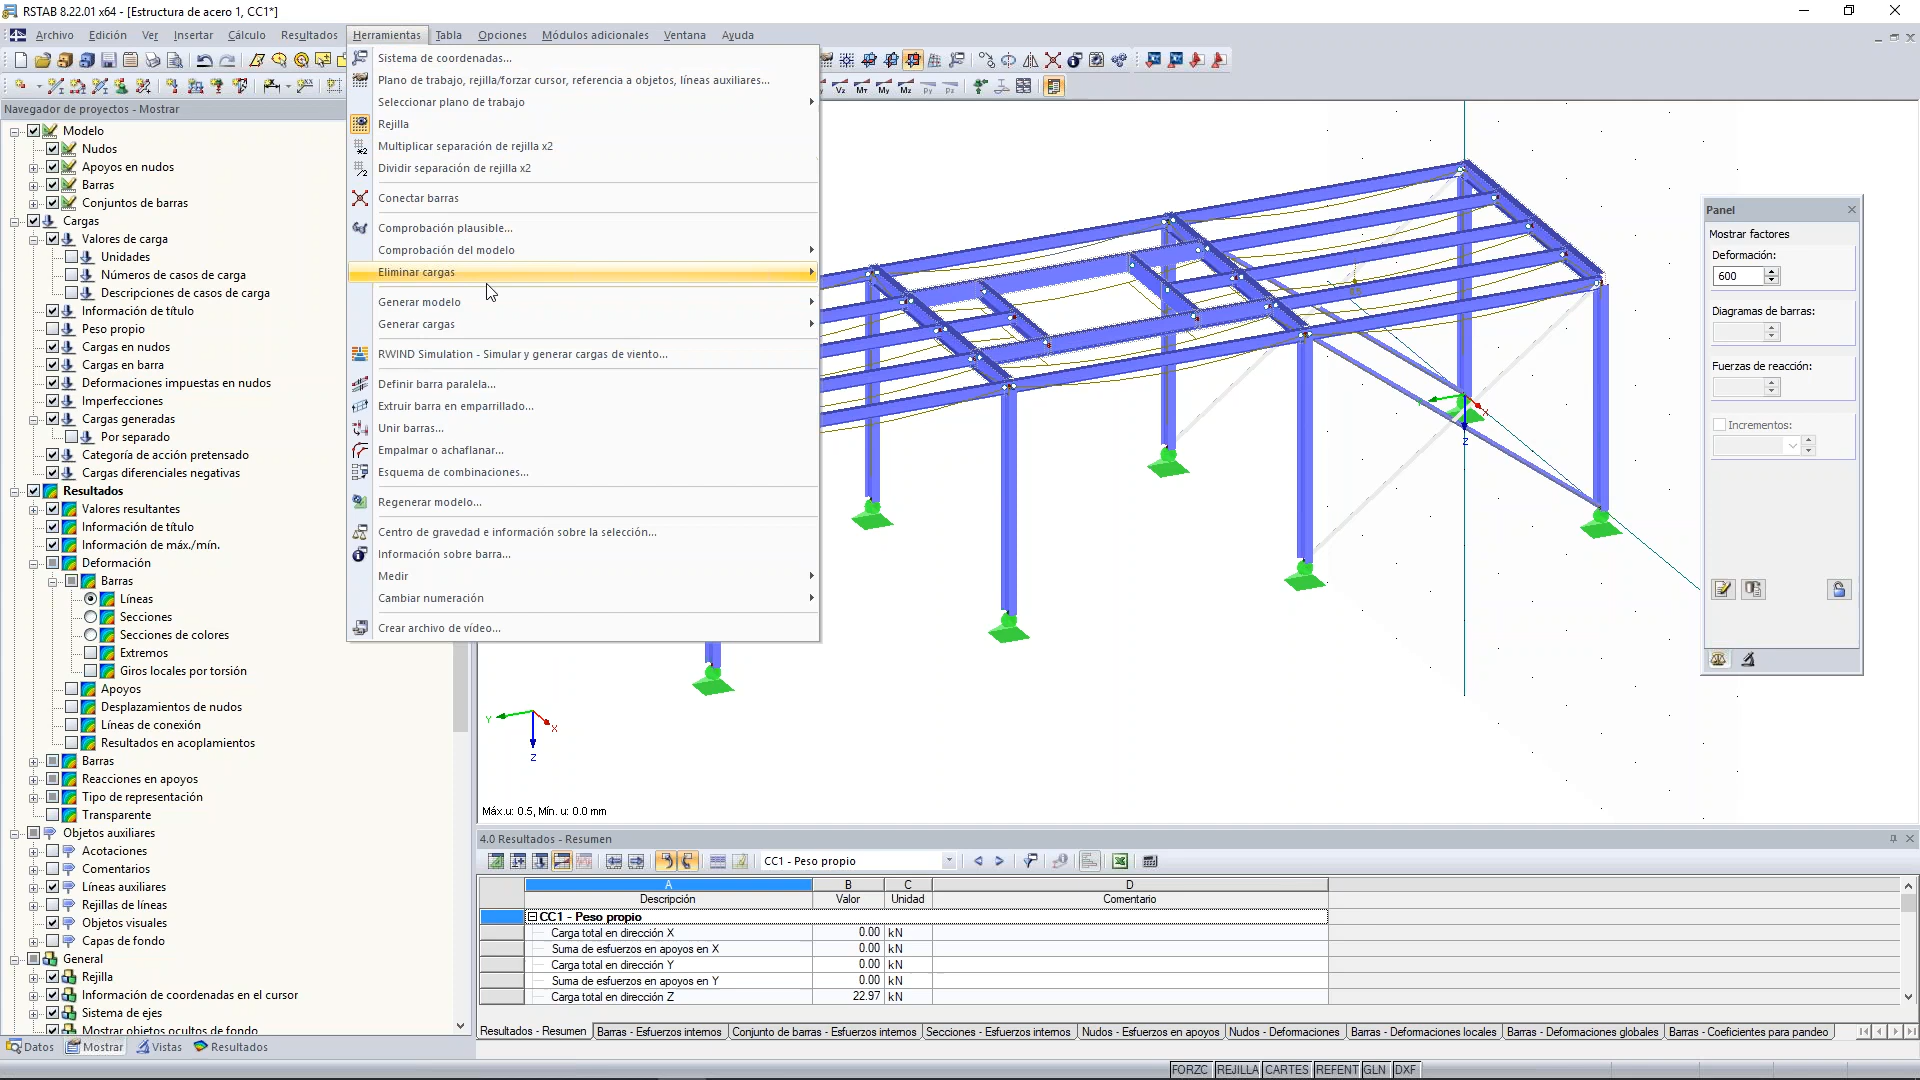 RSTAB 8.22.01 x64 - [Estructura de acero 1, CC1*]
Archivo Edición Ver Insertar Cálculo Resultados Herramientas Tabla Opciones Módulos adicionales Ventana Ayuda
Navegador de proyectos - Mostrar
Modelo
Nudos
Apoyos en nudos
Barras
Conjuntos de barras
Cargas
Valores de carga
Unidades
Números de casos de carga
Descripciones de casos de carga
Información de título
Peso propio
Cargas en nudos
Cargas en barra
Deformaciones impuestas en nudos
Imperfecciones
Cargas generadas
Por separado
Categoría de acción pretensado
Cargas diferenciales negativas
Resultados
Valores resultantes
Información de título
Información de máx./mín.
Deformación
Barras
Líneas
Secciones
Secciones de colores
Extremos
Giros locales por torsión
Apoyos
Desplazamientos de nudos
Líneas de conexión
Resultados en acoplamientos
Barras
Reacciones en apoyos
Tipo de representación
Transparente
Objetos auxiliares
Acotaciones
Comentarios
Líneas auxiliares
Rejillas de líneas
Objetos visuales
Capas de fondo
General
Rejilla
Información de coordenadas en el cursor
Sistema de ejes
Mostrar objetos ocultos de fondo
Datos Mostrar Vistas Resultados
Sistema de coordenadas...
Plano de trabajo, rejilla/forzar cursor, referencia a objetos, líneas auxiliares...
Seleccionar plano de trabajo
Rejilla
Multiplicar separación de rejilla x2
Dividir separación de rejilla x2
Conectar barras
Comprobación plausible...
Comprobación del modelo
Eliminar cargas
Generar modelo
Generar cargas
RWIND Simulation - Simular y generar cargas de viento...
Definir barra paralela...
Extruir barra en emparrillado...
Unir barras...
Empalmar o achaflanar...
Esquema de combinaciones...
Regenerar modelo...
Centro de gravedad e información sobre la selección...
Información sobre barra...
Medir
Cambiar numeración
Crear archivo de vídeo...
Vz MT My Mz py pz
X
Z
Y X
Z
Máx.u: 0.5, Mín. u: 0.0 mm
Panel
Mostrar factores
Deformación:
600
Diagramas de barras:
Fuerzas de reacción:
Incrementos:
4.0 Resultados - Resumen
CC1 - Peso propio
A B C D
Descripción Valor Unidad Comentario
CC1 - Peso propio
Carga total en dirección X 0.00 kN
Suma de esfuerzos en apoyos en X 0.00 kN
Carga total en dirección Y 0.00 kN
Suma de esfuerzos en apoyos en Y 0.00 kN
Carga total en dirección Z 22.97 kN
Resultados - Resumen Barras - Esfuerzos internos Conjunto de barras - Esfuerzos internos Secciones - Esfuerzos internos Nudos - Esfuerzos en apoyos Nudos - Deformaciones Barras - Deformaciones locales Barras - Deformaciones globales Barras - Coeficientes para pandeo
FORZC REJILLA CARTES REFENT GLN DXF